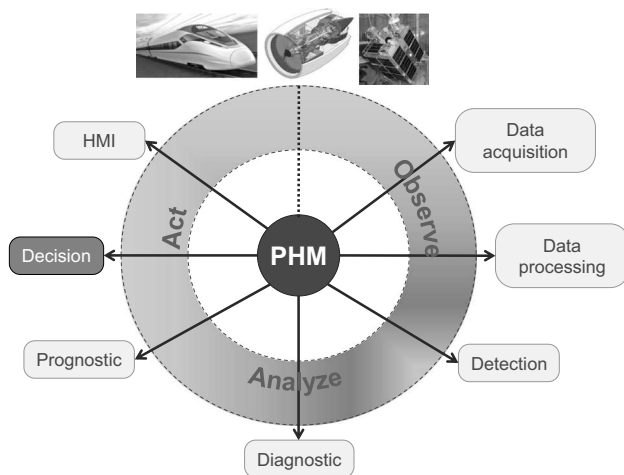 HMI
Data
acquisition
Act
Observe
Decision
PHM
Data
processing
Prognostic
Detection
Analyze
Diagnostic